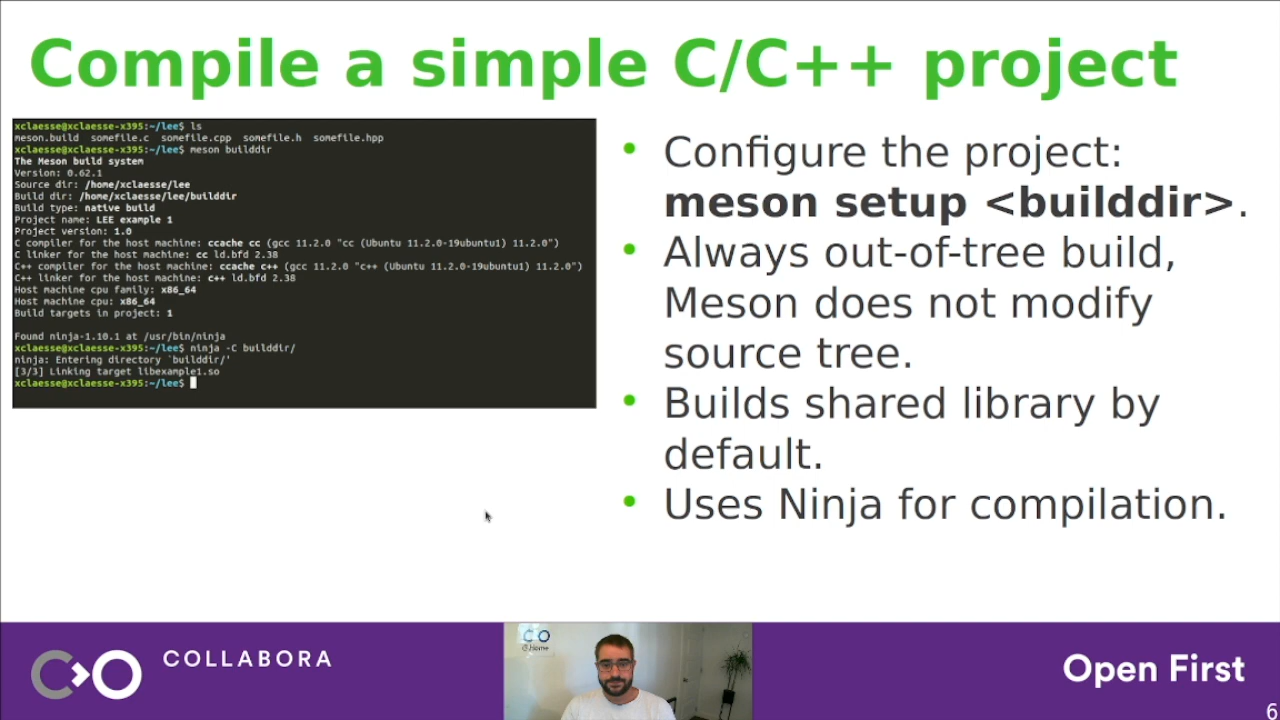 Compile a simple C/C++ project
xclaesse@xclaesse-x395:~/lee$ ls
meson.build somefile.c somefile.cpp somefile.h somefile.hpp
xclaesse@xclaesse-x395:~/lee$ meson builddir
The Meson build system
Version: 0.62.1
Source dir: /home/xclaesse/lee
Build dir: /home/xclaesse/lee/builddir
Build type: native build
Project name: LEE example 1
Project version: 1.0
C compiler for the host machine: ccache cc (gcc 11.2.0 "cc (Ubuntu 11.2.0-19ubuntu1) 11.2.0")
C linker for the host machine: cc ld.bfd 2.38
C++ compiler for the host machine: ccache c++ (gcc 11.2.0 "c++ (Ubuntu 11.2.0-19ubuntu1) 11.2.0")
C++ linker for the host machine: c++ ld.bfd 2.38
Host machine cpu family: x86_64
Host machine cpu: x86_64
Build targets in project: 1
Found ninja-1.10.1 at /usr/bin/ninja
xclaesse@xclaesse-x395:~/lee$ ninja -C builddir/
ninja: Entering directory `builddir/'
[3/3] Linking target libexample1.so
xclaesse@xclaesse-x395:~/lee$
• Configure the project:
meson setup <builddir>.
• Always out-of-tree build,
Meson does not modify
source tree.
• Builds shared library by
default.
• Uses Ninja for compilation.
COLLABORA
@Home
Open First
6